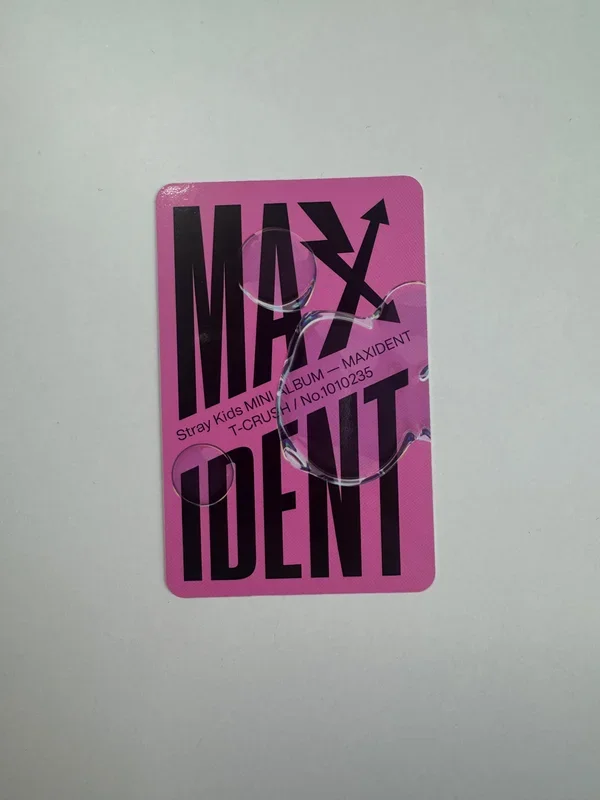 MAX
Stray Kids MINI ALBUM — MAXIDENT
T-CRUSH / No.1010235
IDENT